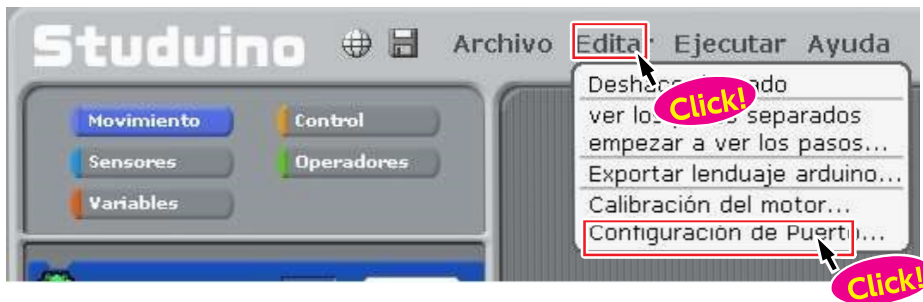 Studuino Archivo Editar Ejecutar Ayuda
Movimiento Control
Sensores Operadores
Variables
Click!
ver los separados
empezar a ver los pasos...
Exportar lenduaje arduino...
Calibración del motor...
Configuración de Puerto...
Click!